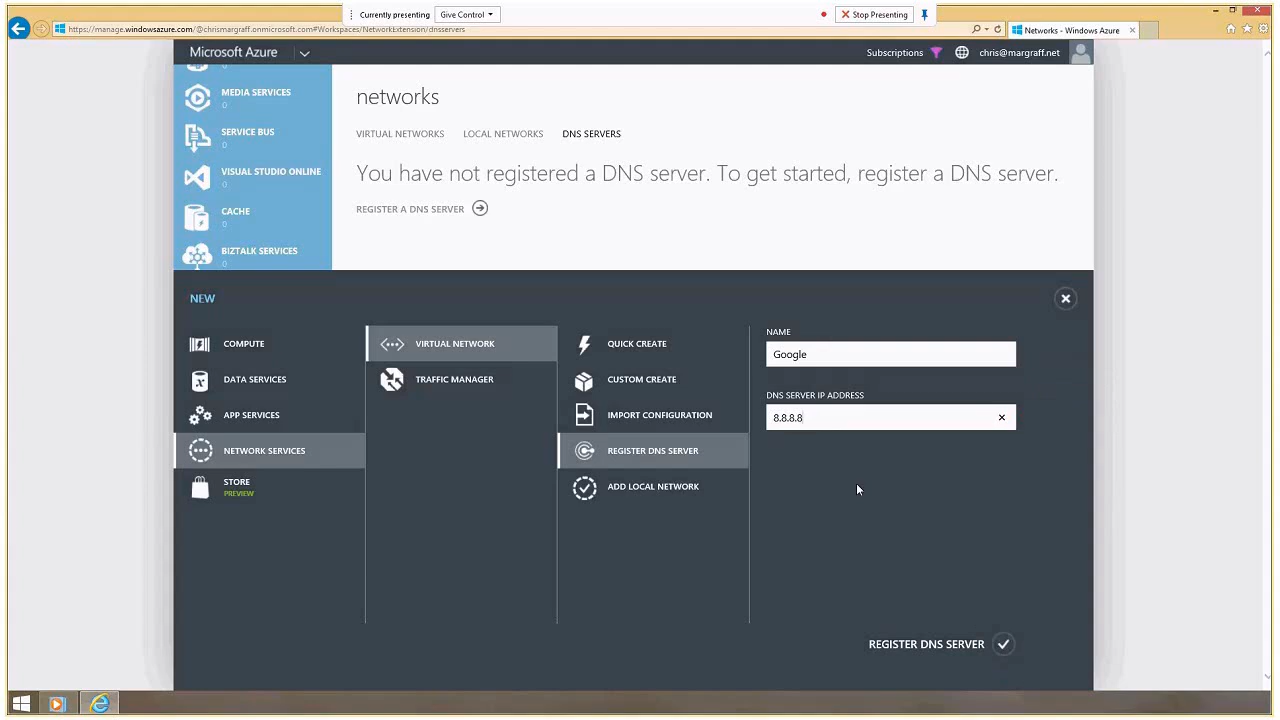 Currently presenting
Give Control
Stop Presenting
https://manage.windowsazure.com/@chrismargraff.onmicrosoft.com#Workspaces/NetworkExtension/dnsservers
Networks - Windows Azure
Microsoft Azure
Subscriptions
chris@margraff.net
0
MEDIA SERVICES
0
SERVICE BUS
0
VISUAL STUDIO ONLINE
0
CACHE
0
BIZTALK SERVICES
0
networks
VIRTUAL NETWORKS LOCAL NETWORKS DNS SERVERS
You have not registered a DNS server. To get started, register a DNS server.
REGISTER A DNS SERVER
NEW
COMPUTE
DATA SERVICES
APP SERVICES
NETWORK SERVICES
STORE
PREVIEW
VIRTUAL NETWORK
TRAFFIC MANAGER
QUICK CREATE
CUSTOM CREATE
IMPORT CONFIGURATION
REGISTER DNS SERVER
ADD LOCAL NETWORK
NAME
Google
DNS SERVER IP ADDRESS
8.8.8.8
REGISTER DNS SERVER